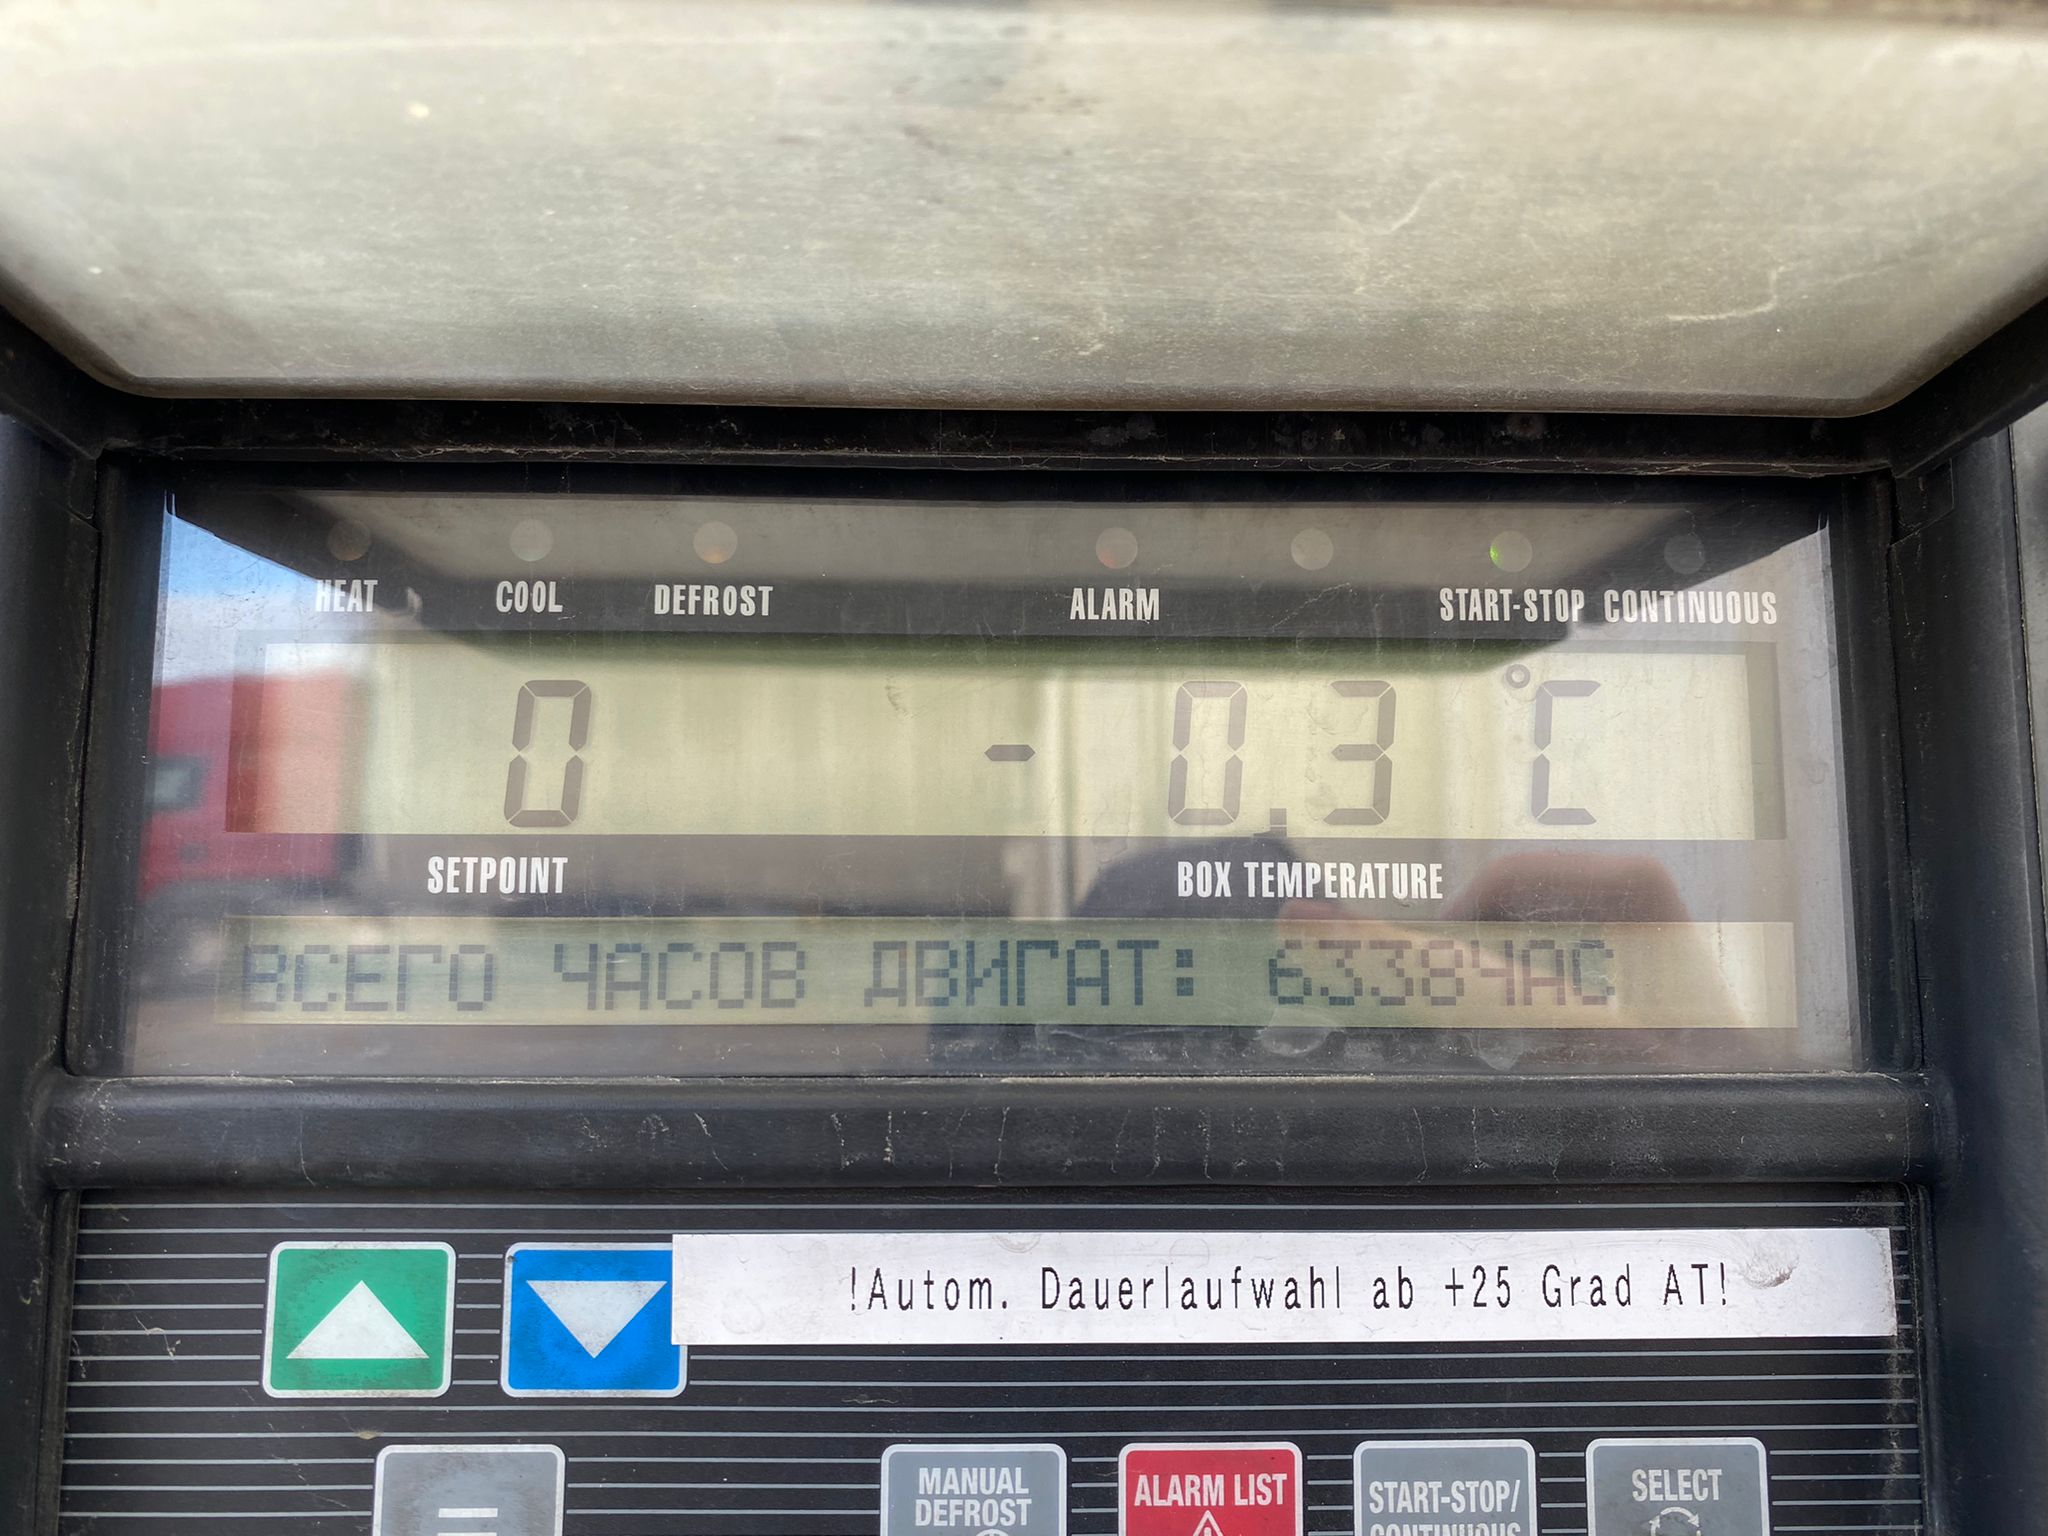 HEAT COOL DEFROST ALARM START-STOP CONTINUOUS
0 -0.3 °C
SETPOINT BOX TEMPERATURE
ВСЕГО ЧАСОВ ДВИГАТ: 6338ЧАС
!Autom. Dauerlaufwahl ab +25 Grad AT!
MANUAL DEFROST
ALARM LIST
START-STOP/
CONTINUOUS
SELECT